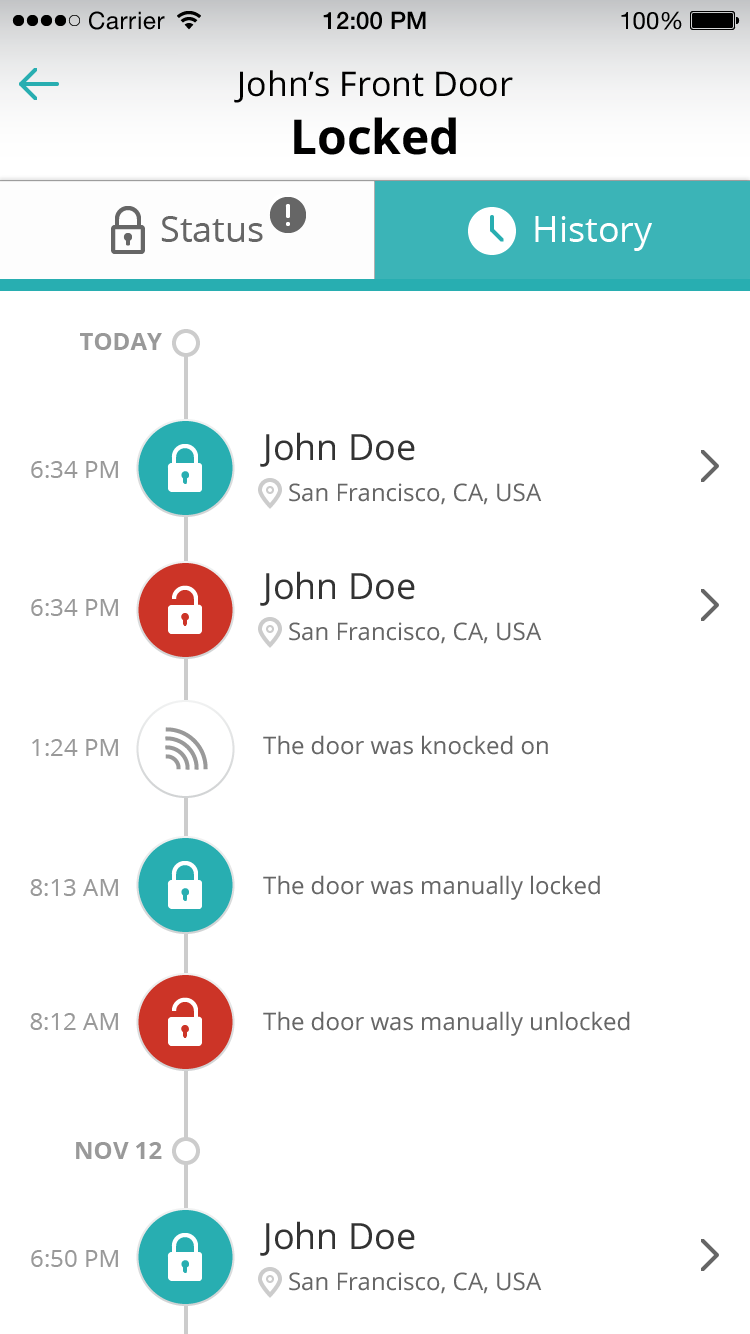 Carrier 12:00 PM 100%
John’s Front Door
Locked
Status History
TODAY
John Doe
6:34 PM
San Francisco, CA, USA
John Doe
6:34 PM
San Francisco, CA, USA
1:24 PM The door was knocked on
8:13 AM The door was manually locked
8:12 AM The door was manually unlocked
NOV 12
John Doe
6:50 PM
San Francisco, CA, USA